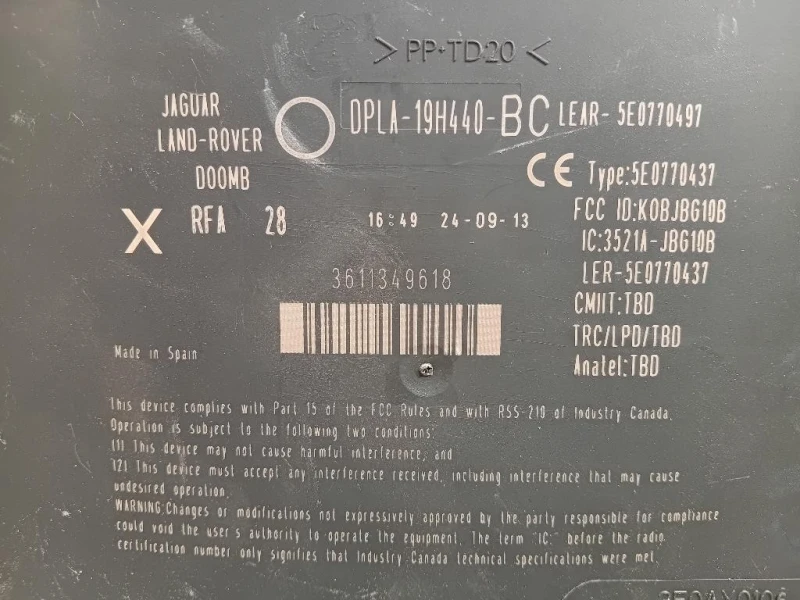 >PP+TD20<
JAGUAR
LAND-ROVER
DPLA-19H440-BC LEAR-5E0770497
D00MB
CE Type:5E0770437
X RFA 28 16:49 24-09-13
FCC ID:KOBJBG10B
IC:3521A-JBG10B
LER-5E0770437
3611349618
CMIIT:TBD
TRC/LPD/TBD
Anatel:TBD
Made in Spain
This device complies with Part 15 of the FCC Rules and with RSS-210 of Industry Canada.
Operation is subject to the following two conditions:
(1) This device may not cause harmful interference, and
(2) This device must accept any interference received, including interference that may cause
undesired operation.
WARNING:Changes or modifications not expressively approved by the party responsible for compliance
could void the user's authority to operate the equipment. The term "IC:" before the radio
certification number only signifies that Industry Canada technical specifications were met.